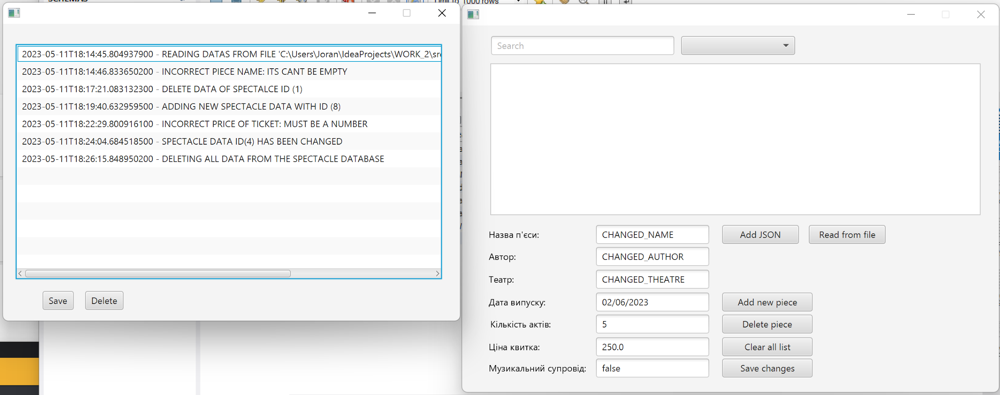 Limit to 1000 rows
2023-05-11T18:14:45.804937900 - READING DATAS FROM FILE 'C:\Users\Joran\IdeaProjects\WORK_2\src
2023-05-11T18:14:46.833650200 - INCORRECT PIECE NAME: ITS CANT BE EMPTY
2023-05-11T18:17:21.083132300 - DELETE DATA OF SPECTALCE ID (1)
2023-05-11T18:19:40.632959500 - ADDING NEW SPECTACLE DATA WITH ID (8)
2023-05-11T18:22:29.800916100 - INCORRECT PRICE OF TICKET: MUST BE A NUMBER
2023-05-11T18:24:04.684518500 - SPECTACLE DATA ID(4) HAS BEEN CHANGED
2023-05-11T18:26:15.848950200 - DELETING ALL DATA FROM THE SPECTACLE DATABASE
Save Delete
Search
Назва п'єси: CHANGED_NAME Add JSON Read from file
Автор: CHANGED_AUTHOR
Театр: CHANGED_THEATRE
Дата випуску: 02/06/2023 Add new piece
Кількість актів: 5 Delete piece
Ціна квитка: 250.0 Clear all list
Музикальний супровід: false Save changes